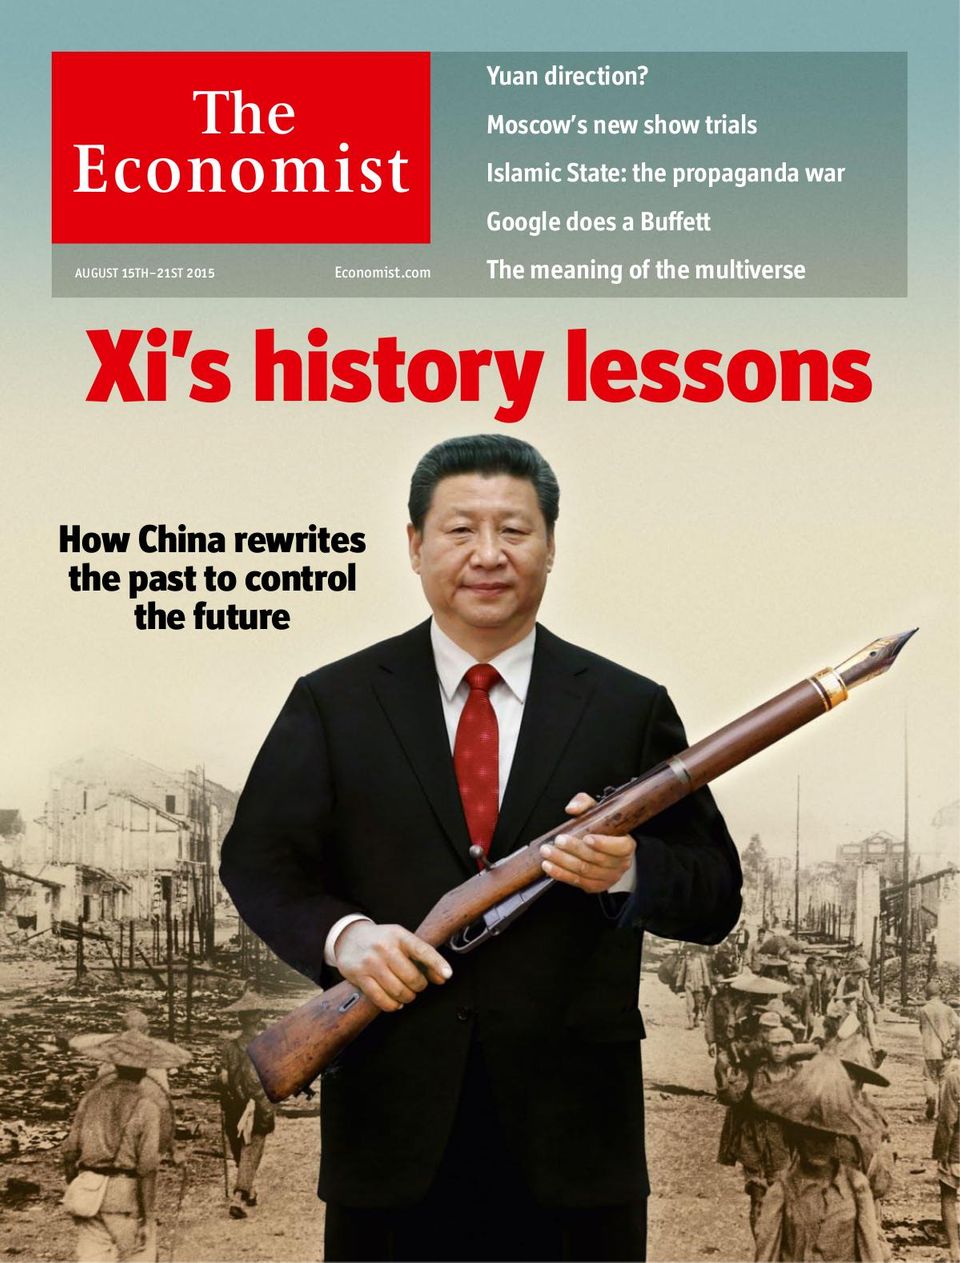 The
Economist
AUGUST 15TH–21ST 2015
Economist.com
Yuan direction?
Moscow's new show trials
Islamic State: the propaganda war
Google does a Buffett
The meaning of the multiverse
Xi's history lessons
How China rewrites
the past to control
the future